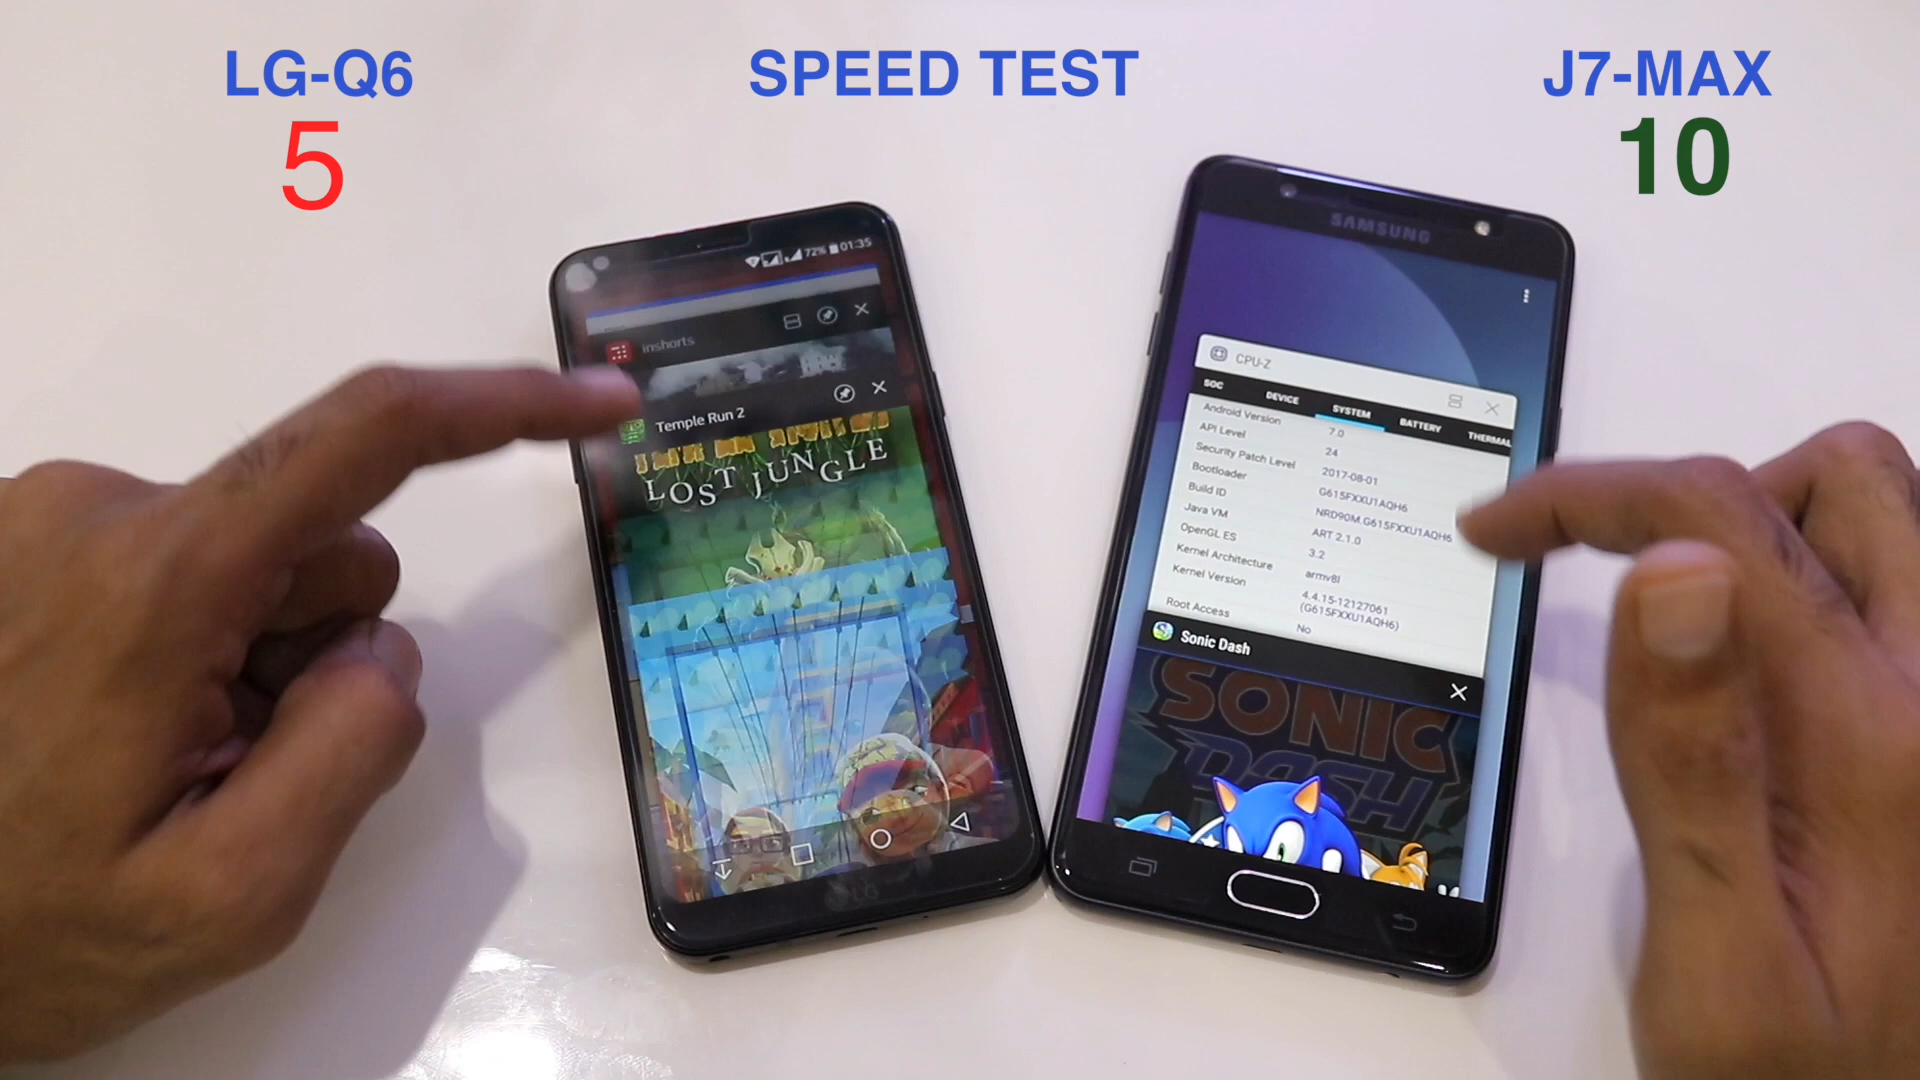 LG-Q6
SPEED TEST
J7-MAX
5
10
72% 01:35
inshorts
Temple Run 2
LOST JUNGLE
LG
SAMSUNG
CPU-Z
SOC DEVICE SYSTEM BATTERY THERMAL
Android Version 7.0
API Level 24
Security Patch Level 2017-08-01
Bootloader G615FXXU1AQH6
Build ID NRD90M.G615FXXU1AQH6
Java VM ART 2.1.0
OpenGL ES 3.2
Kernel Architecture armv8l
Kernel Version 4.4.15-12127061
(G615FXXU1AQH6)
Root Access No
Sonic Dash
SONIC
DASH